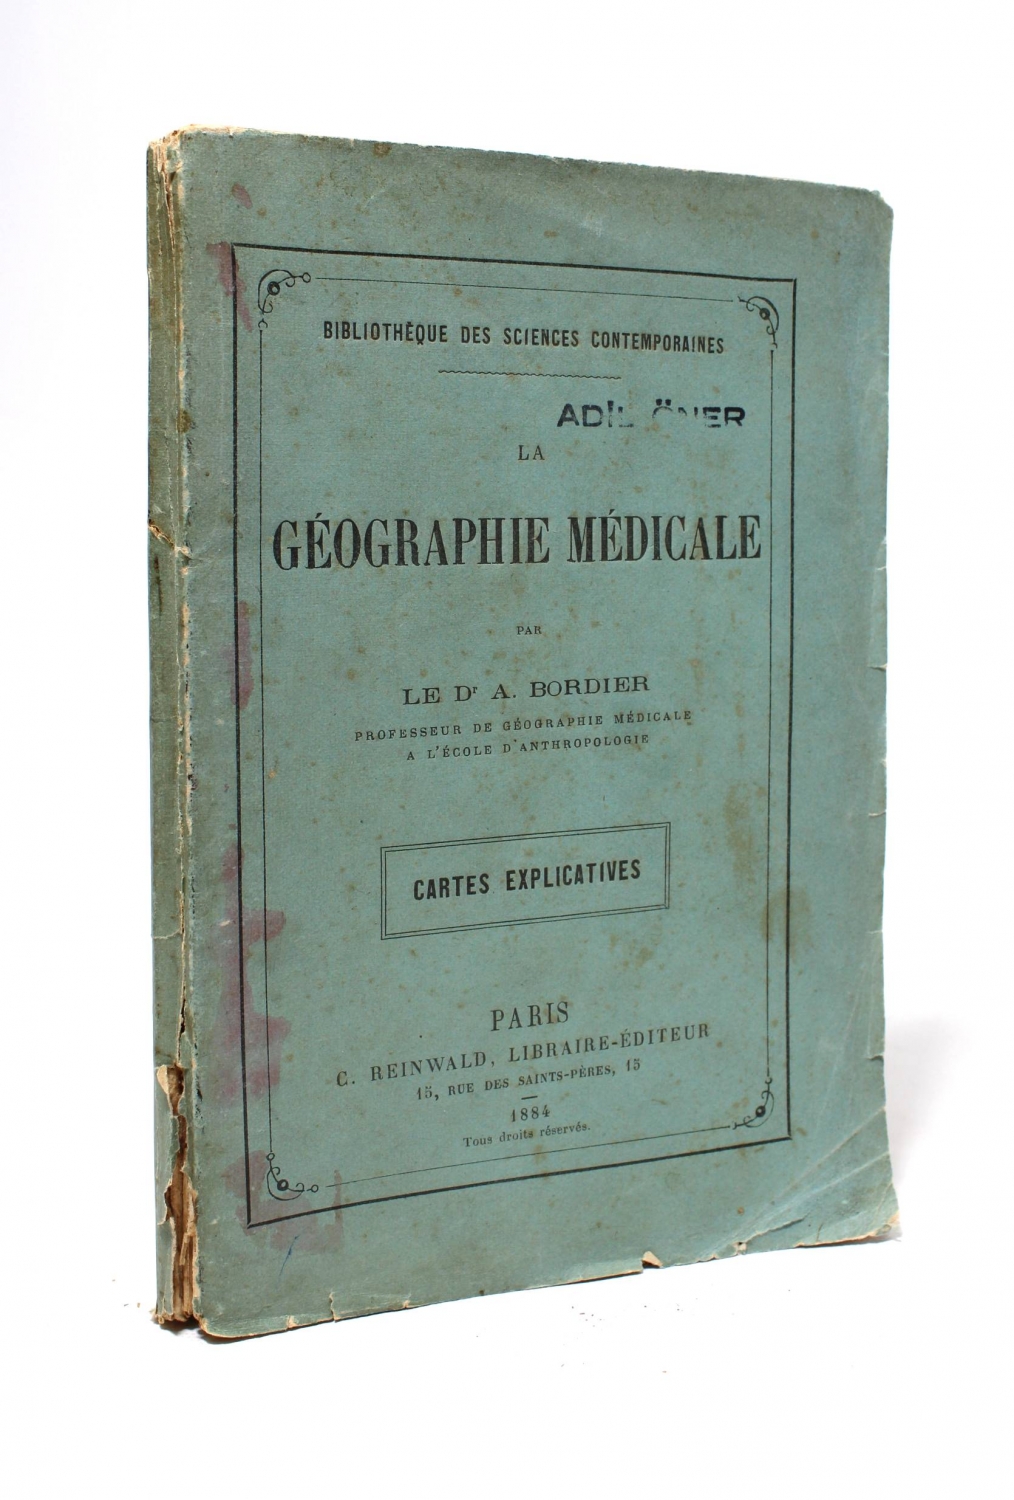 BIBLIOTHÈQUE DES SCIENCES CONTEMPORAINES
ADİL ÖNER
LA
GÉOGRAPHIE MÉDICALE
PAR
LE Dr A. BORDIER
PROFESSEUR DE GÉOGRAPHIE MÉDICALE
A L'ÉCOLE D'ANTHROPOLOGIE
CARTES EXPLICATIVES
PARIS
C. REINWALD, LIBRAIRE-ÉDITEUR
15, RUE DES SAINTS-PÈRES, 15
1884
Tous droits réservés.